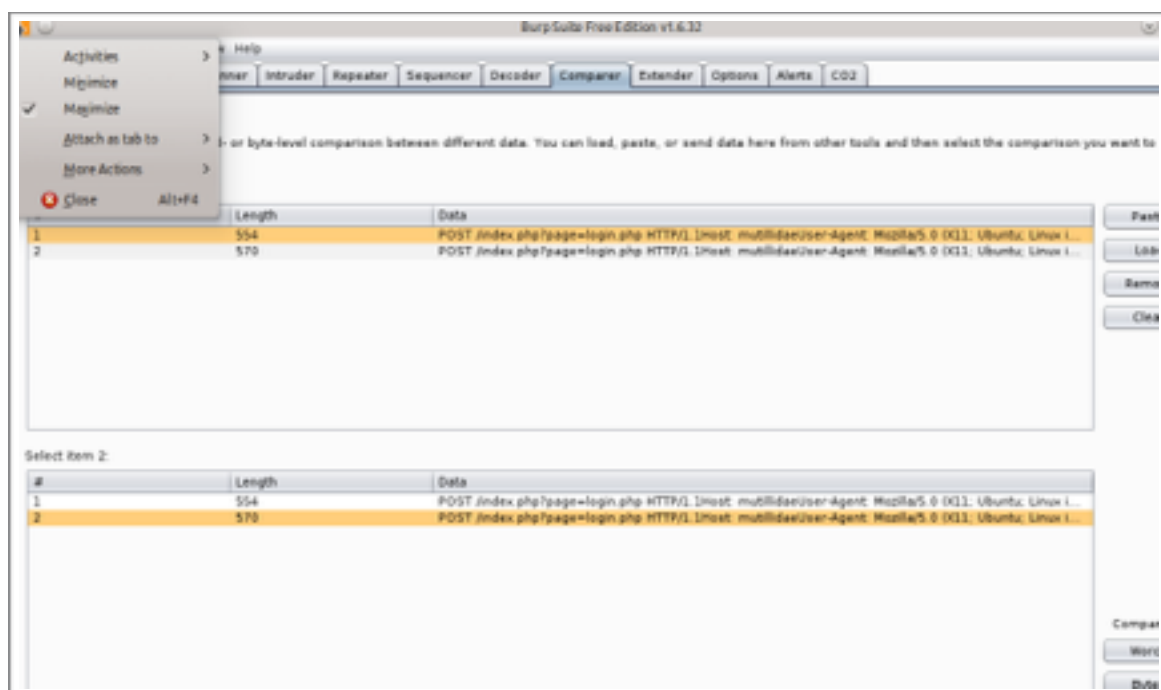 BurpSuite Free Edition v1.6.32
Help
Activities
Minimize
Maximize
Attach as tab to
More Actions
Close Alt+F4
Intruder Repeater Sequencer Decoder Comparer Extender Options Alerts CO2
- or byte-level comparison between different data. You can load, paste, or send data here from other tools and then select the comparison you want to
# Length Data
1 554 POST /index.php?page=login.php HTTP/1.1Host: mutillidaeUser-Agent: Mozilla/5.0 (X11; Ubuntu; Linux i...
2 570 POST /index.php?page=login.php HTTP/1.1Host: mutillidaeUser-Agent: Mozilla/5.0 (X11; Ubuntu; Linux i...
Past
Loa
Remo
Clea
Select item 2:
# Length Data
1 554 POST /index.php?page=login.php HTTP/1.1Host: mutillidaeUser-Agent: Mozilla/5.0 (X11; Ubuntu; Linux i...
2 570 POST /index.php?page=login.php HTTP/1.1Host: mutillidaeUser-Agent: Mozilla/5.0 (X11; Ubuntu; Linux i...
Compar
Word
Byte